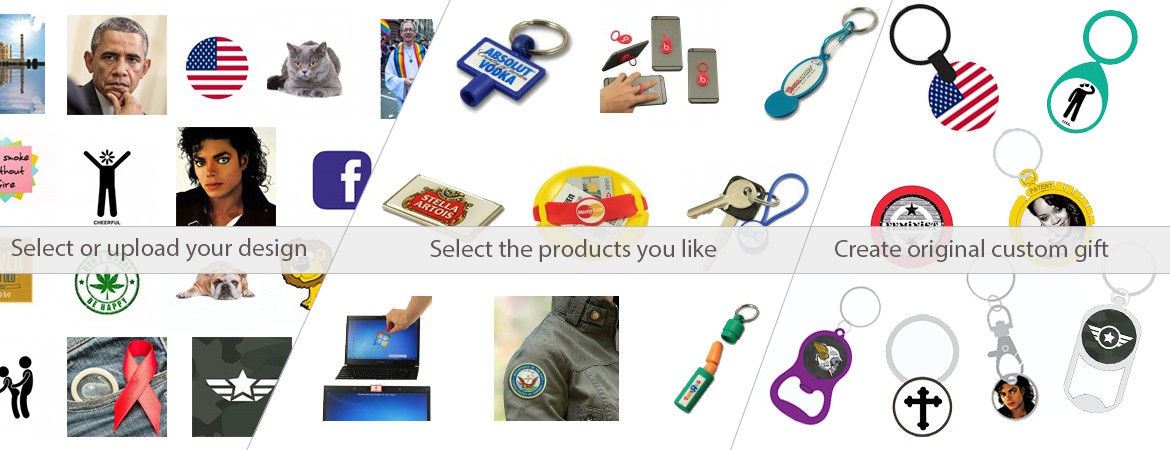 ABSOLUT
VODKA
smoke
thout
fire
CHEERFUL
f
STELLA
ARTOIS
PATENT
FEMINIST
Select or upload your design
Select the products you like
Create original custom gift
BE HAPPY